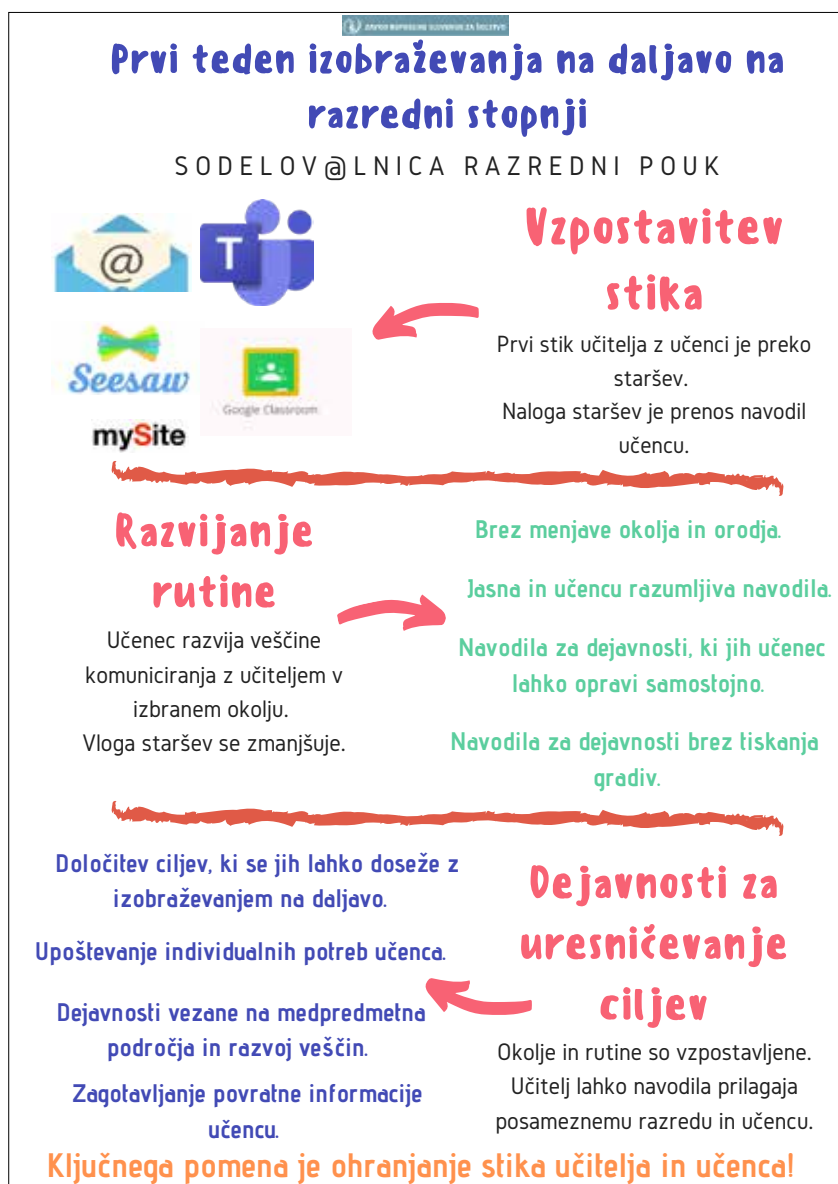 ZAVOD REPUBLIKE SLOVENIJE ZA ŠOLSTVO
Prvi teden izobraževanja na daljavo na
razredni stopnji
SODELOV@LNICA RAZREDNI POUK
@
T
Seesaw
Google Classroom
mySite
Vzpostavitev
stika
Prvi stik učitelja z učenci je preko
staršev.
Naloga staršev je prenos navodil
učencu.
Razvijanje
rutine
Učenec razvija veščine
komuniciranja z učiteljem v
izbranem okolju.
Vloga staršev se zmanjšuje.
Brez menjave okolja in orodja.
Jasna in učencu razumljiva navodila.
Navodila za dejavnosti, ki jih učenec
lahko opravi samostojno.
Navodila za dejavnosti brez tiskanja
gradiv.
Določitev ciljev, ki se jih lahko doseže z
izobraževanjem na daljavo.
Upoštevanje individualnih potreb učenca.
Dejavnosti vezane na medpredmetna
področja in razvoj veščin.
Zagotavljanje povratne informacije
učencu.
Dejavnosti za
uresničevanje
ciljev
Okolje in rutine so vzpostavljene.
Učitelj lahko navodila prilagaja
posameznemu razredu in učencu.
Ključnega pomena je ohranjanje stika učitelja in učenca!